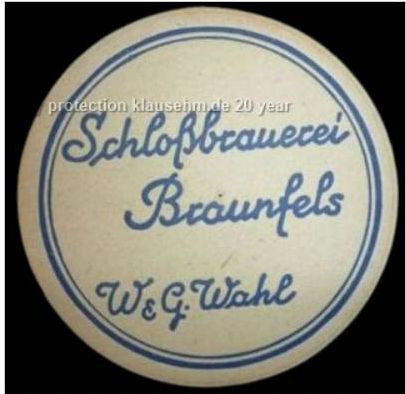 protection klausehm.de 20 year
Schloßbrauerei
Braunfels
W & G. Wahl